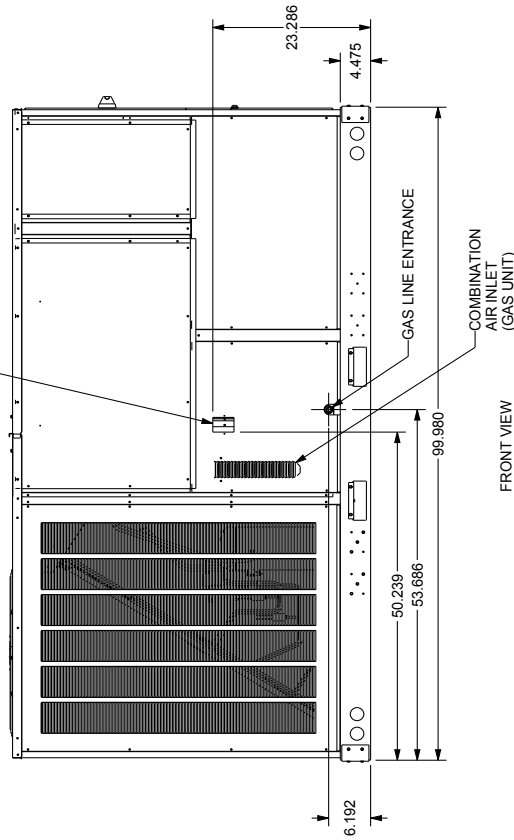 23.286
4.475
GAS LINE ENTRANCE
COMBINATION
AIR INLET
(GAS UNIT)
99.980
FRONT VIEW
53.686
50.239
6.192